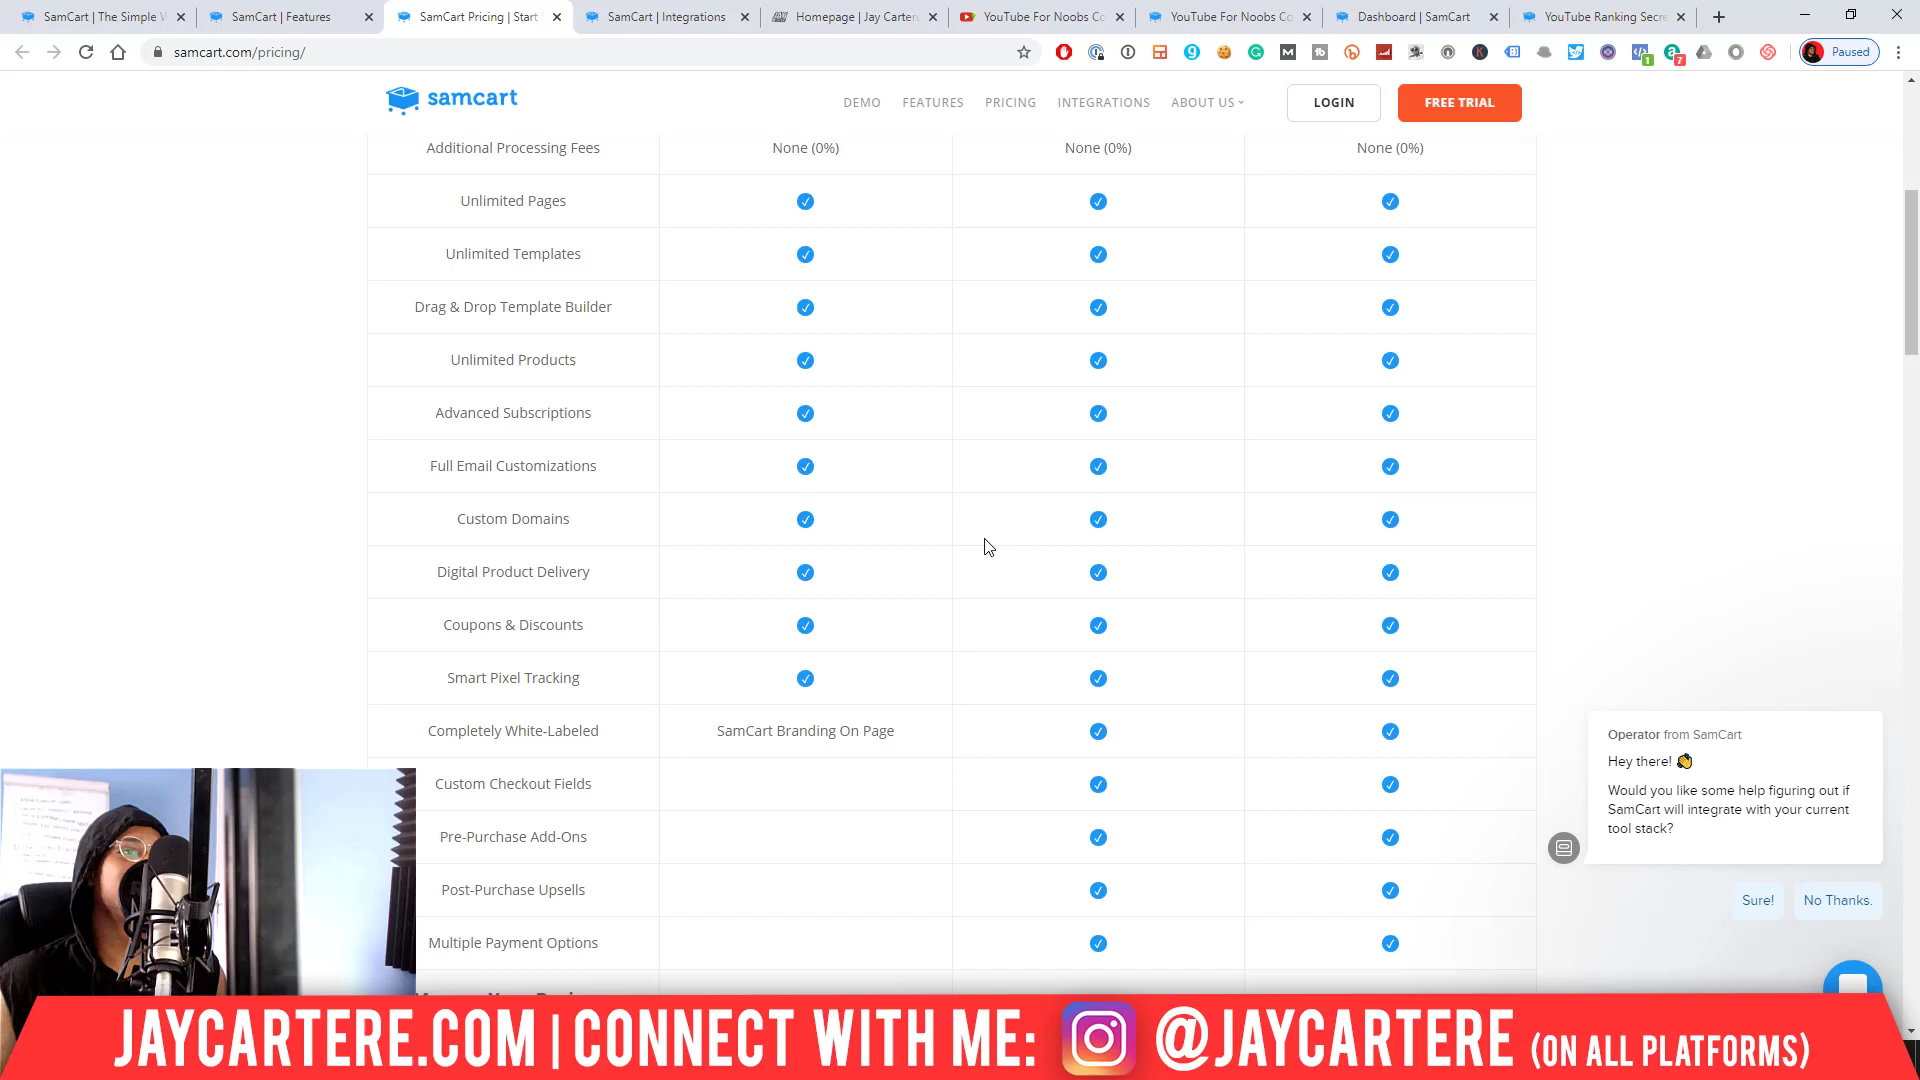 SamCart | The Simple W
SamCart | Features
SamCart Pricing | Start
SamCart | Integrations
Homepage | Jay Cartere
YouTube For Noobs Co
YouTube For Noobs Co
Dashboard | SamCart
YouTube Ranking Secre
samcart.com/pricing/
1
7
Paused
samcart
DEMO
FEATURES
PRICING
INTEGRATIONS
ABOUT US
LOGIN
FREE TRIAL
Additional Processing Fees None (0%) None (0%) None (0%)
Unlimited Pages
Unlimited Templates
Drag & Drop Template Builder
Unlimited Products
Advanced Subscriptions
Full Email Customizations
Custom Domains
Digital Product Delivery
Coupons & Discounts
Smart Pixel Tracking
Completely White-Labeled SamCart Branding On Page
Custom Checkout Fields
Pre-Purchase Add-Ons
Post-Purchase Upsells
Multiple Payment Options
Operator from SamCart
Hey there! 👋
Would you like some help figuring out if
SamCart will integrate with your current
tool stack?
Sure!
No Thanks.
JAYCARTERE.COM | CONNECT WITH ME: @JAYCARTERE (ON ALL PLATFORMS)